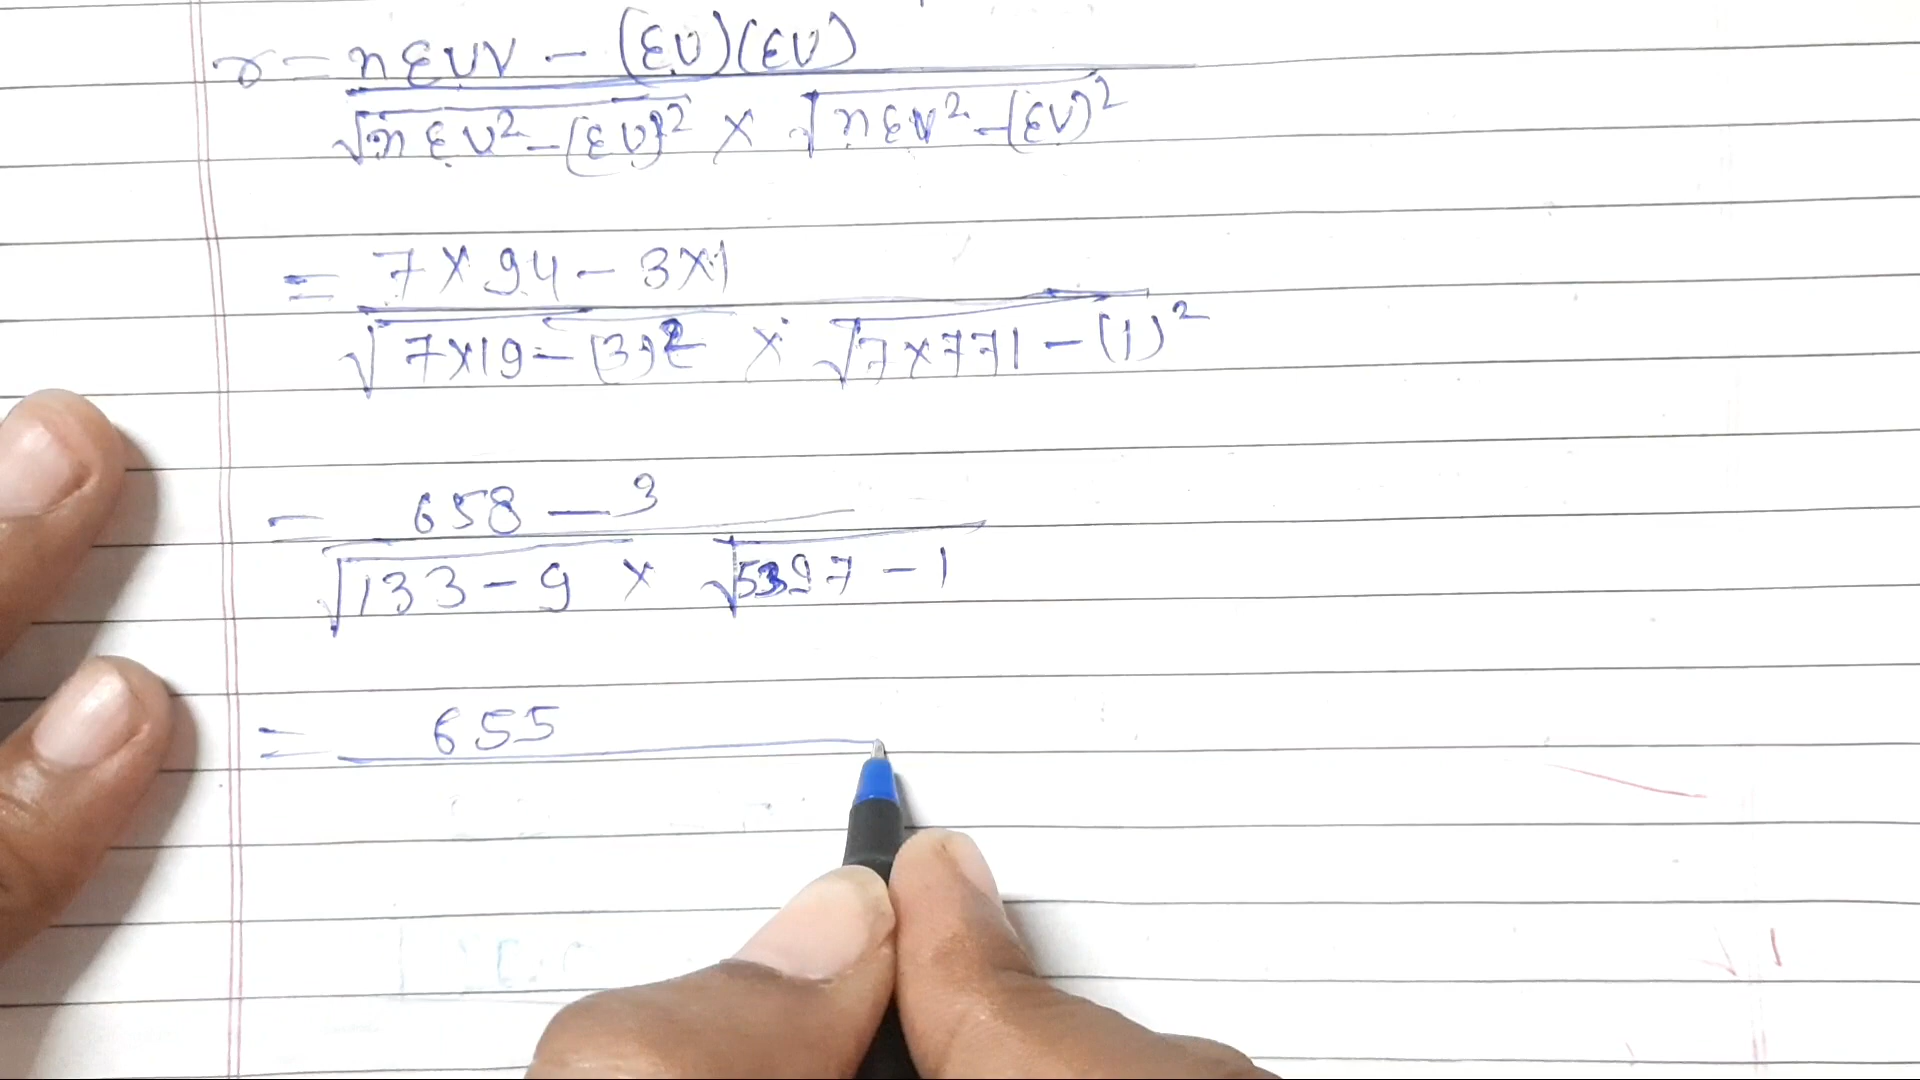 r = nΣUV − (ΣU)(ΣV)
√nΣU² − (ΣU)² × √nΣV² − (ΣV)²
= 7×94 − 3×1
√7×19 − (3)² × √7×771 − (1)²
= 658 − 3
√133 − 9 × √5397 − 1
= 655